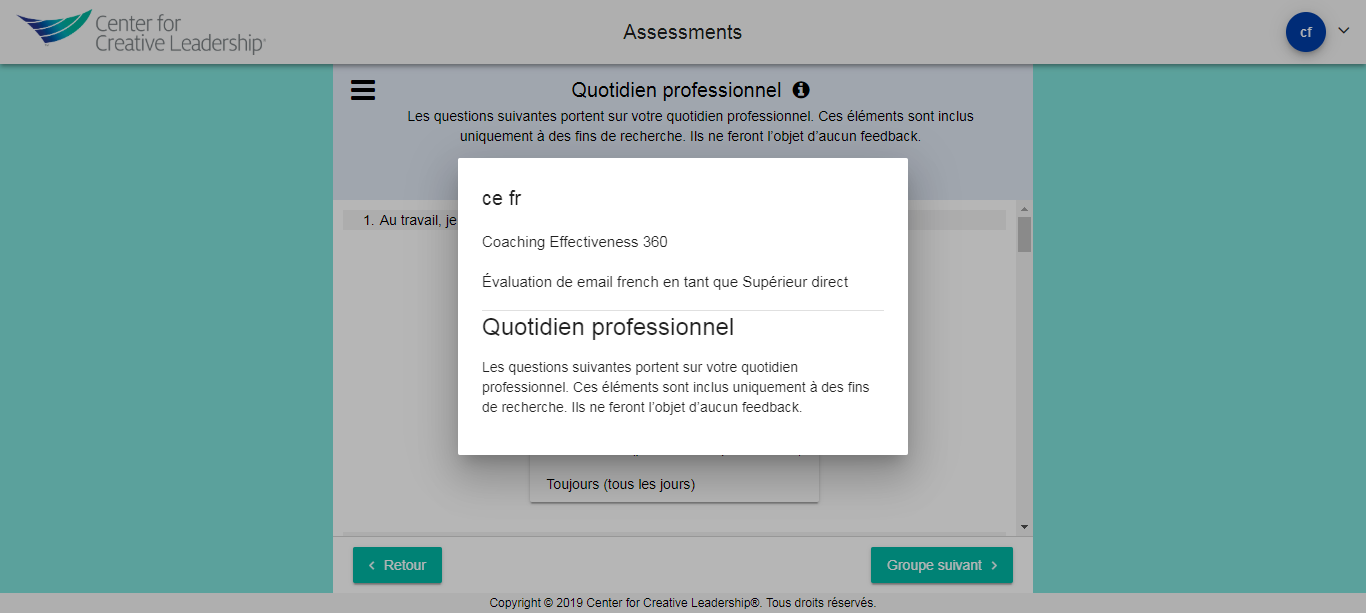 Center for
Creative Leadership®
Assessments
cf
Quotidien professionnel
Les questions suivantes portent sur votre quotidien professionnel. Ces éléments sont inclus
uniquement à des fins de recherche. Ils ne feront l’objet d’aucun feedback.
1. Au travail, je
ce fr
Coaching Effectiveness 360
Évaluation de email french en tant que Supérieur direct
Quotidien professionnel
Les questions suivantes portent sur votre quotidien
professionnel. Ces éléments sont inclus uniquement à des fins
de recherche. Ils ne feront l’objet d’aucun feedback.
Toujours (tous les jours)
Retour
Groupe suivant
Copyright © 2019 Center for Creative Leadership®. Tous droits réservés.